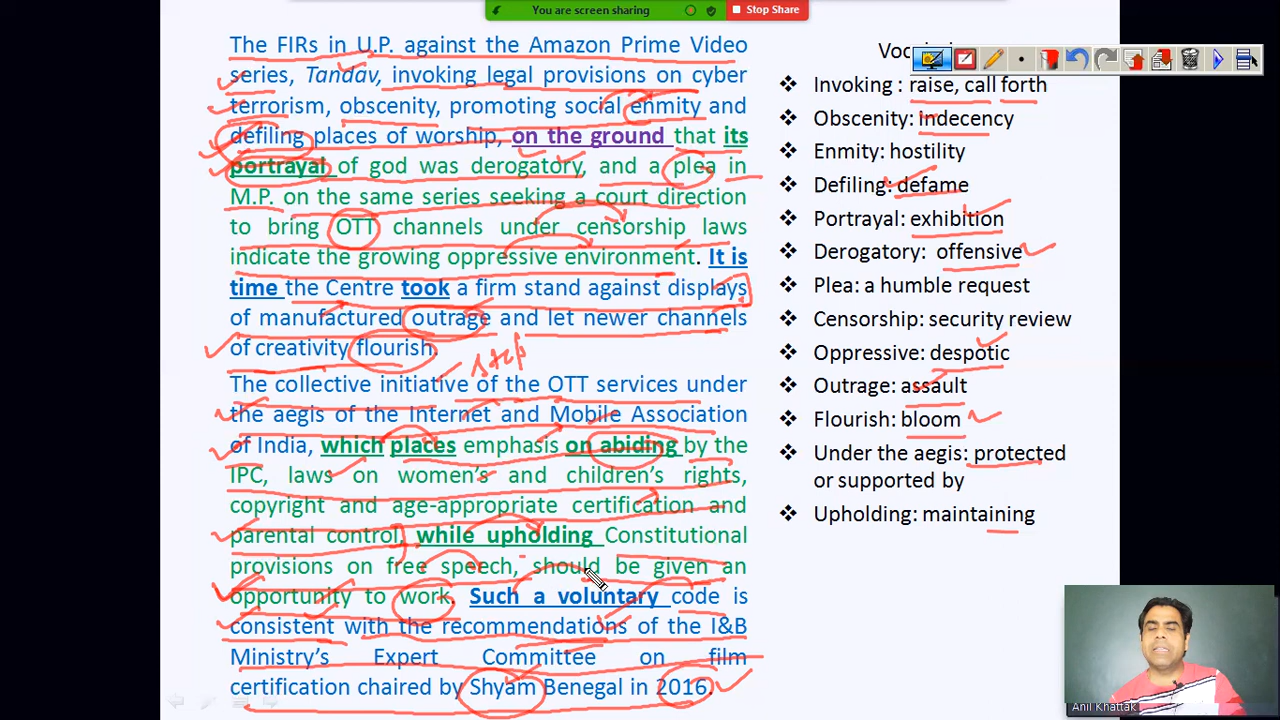 You are screen sharing
Stop Share
The FIRs in U.P. against the Amazon Prime Video
series, Tandav, invoking legal provisions on cyber
terrorism, obscenity, promoting social enmity and
defiling places of worship, on the ground that its
portrayal of god was derogatory, and a plea in
M.P. on the same series seeking a court direction
to bring OTT channels under censorship laws
indicate the growing oppressive environment. It is
time the Centre took a firm stand against displays
of manufactured outrage and let newer channels
of creativity flourish.
step
The collective initiative of the OTT services under
the aegis of the Internet and Mobile Association
of India, which places emphasis on abiding by the
IPC, laws on women's and children's rights,
copyright and age-appropriate certification and
parental control, while upholding Constitutional
provisions on free speech, should be given an
opportunity to work. Such a voluntary code is
consistent with the recommendations of the I&B
Ministry's Expert Committee on film
certification chaired by Shyam Benegal in 2016.
❖ Invoking : raise, call forth
❖ Obscenity: indecency
❖ Enmity: hostility
❖ Defiling: defame
❖ Portrayal: exhibition
❖ Derogatory: offensive
❖ Plea: a humble request
❖ Censorship: security review
❖ Oppressive: despotic
❖ Outrage: assault
❖ Flourish: bloom
❖ Under the aegis: protected
or supported by
❖ Upholding: maintaining
Anil Khattak